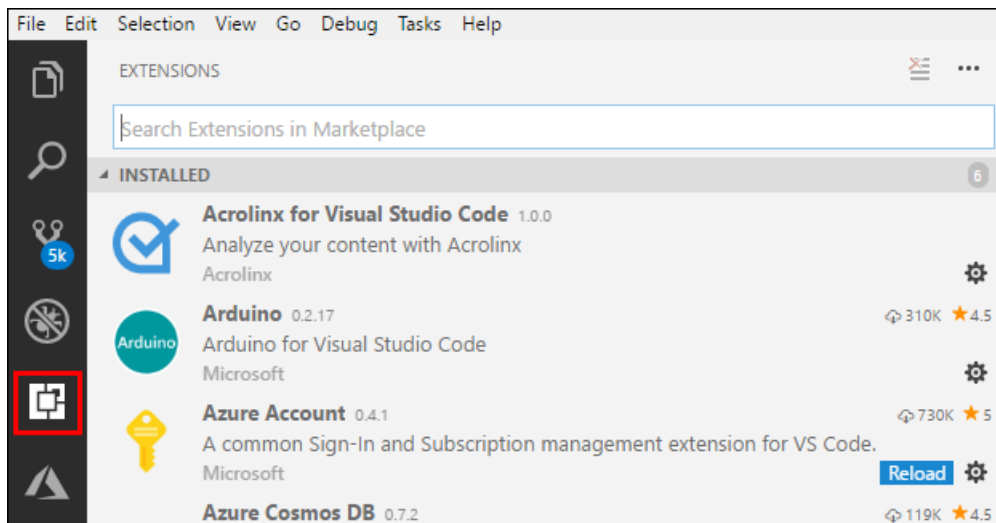 File Edit Selection View Go Debug Tasks Help
EXTENSIONS
Search Extensions in Marketplace
INSTALLED 6
5k
Acrolinx for Visual Studio Code 1.0.0
Analyze your content with Acrolinx
Acrolinx
Arduino
Arduino 0.2.17 310K 4.5
Arduino for Visual Studio Code
Microsoft
Azure Account 0.4.1 730K 5
A common Sign-In and Subscription management extension for VS Code.
Microsoft Reload
Azure Cosmos DB 0.7.2 119K 4.5